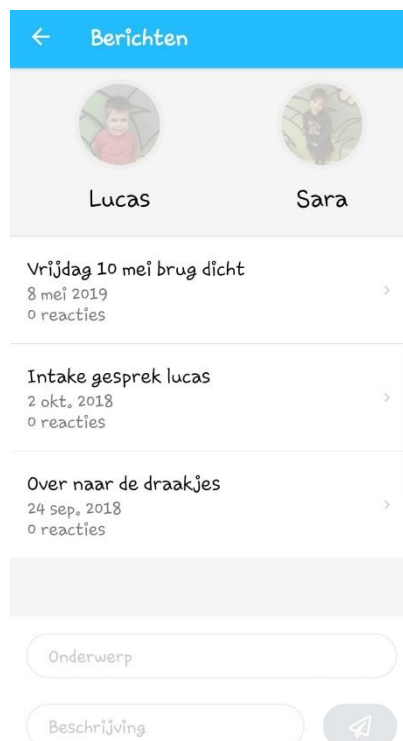 Berichten
Lucas
Sara
Vrijdag 10 mei brug dicht
8 mei 2019
0 reacties
Intake gesprek lucas
2 okt. 2018
0 reacties
Over naar de draakjes
24 sep. 2018
0 reacties
Onderwerp
Beschrijving